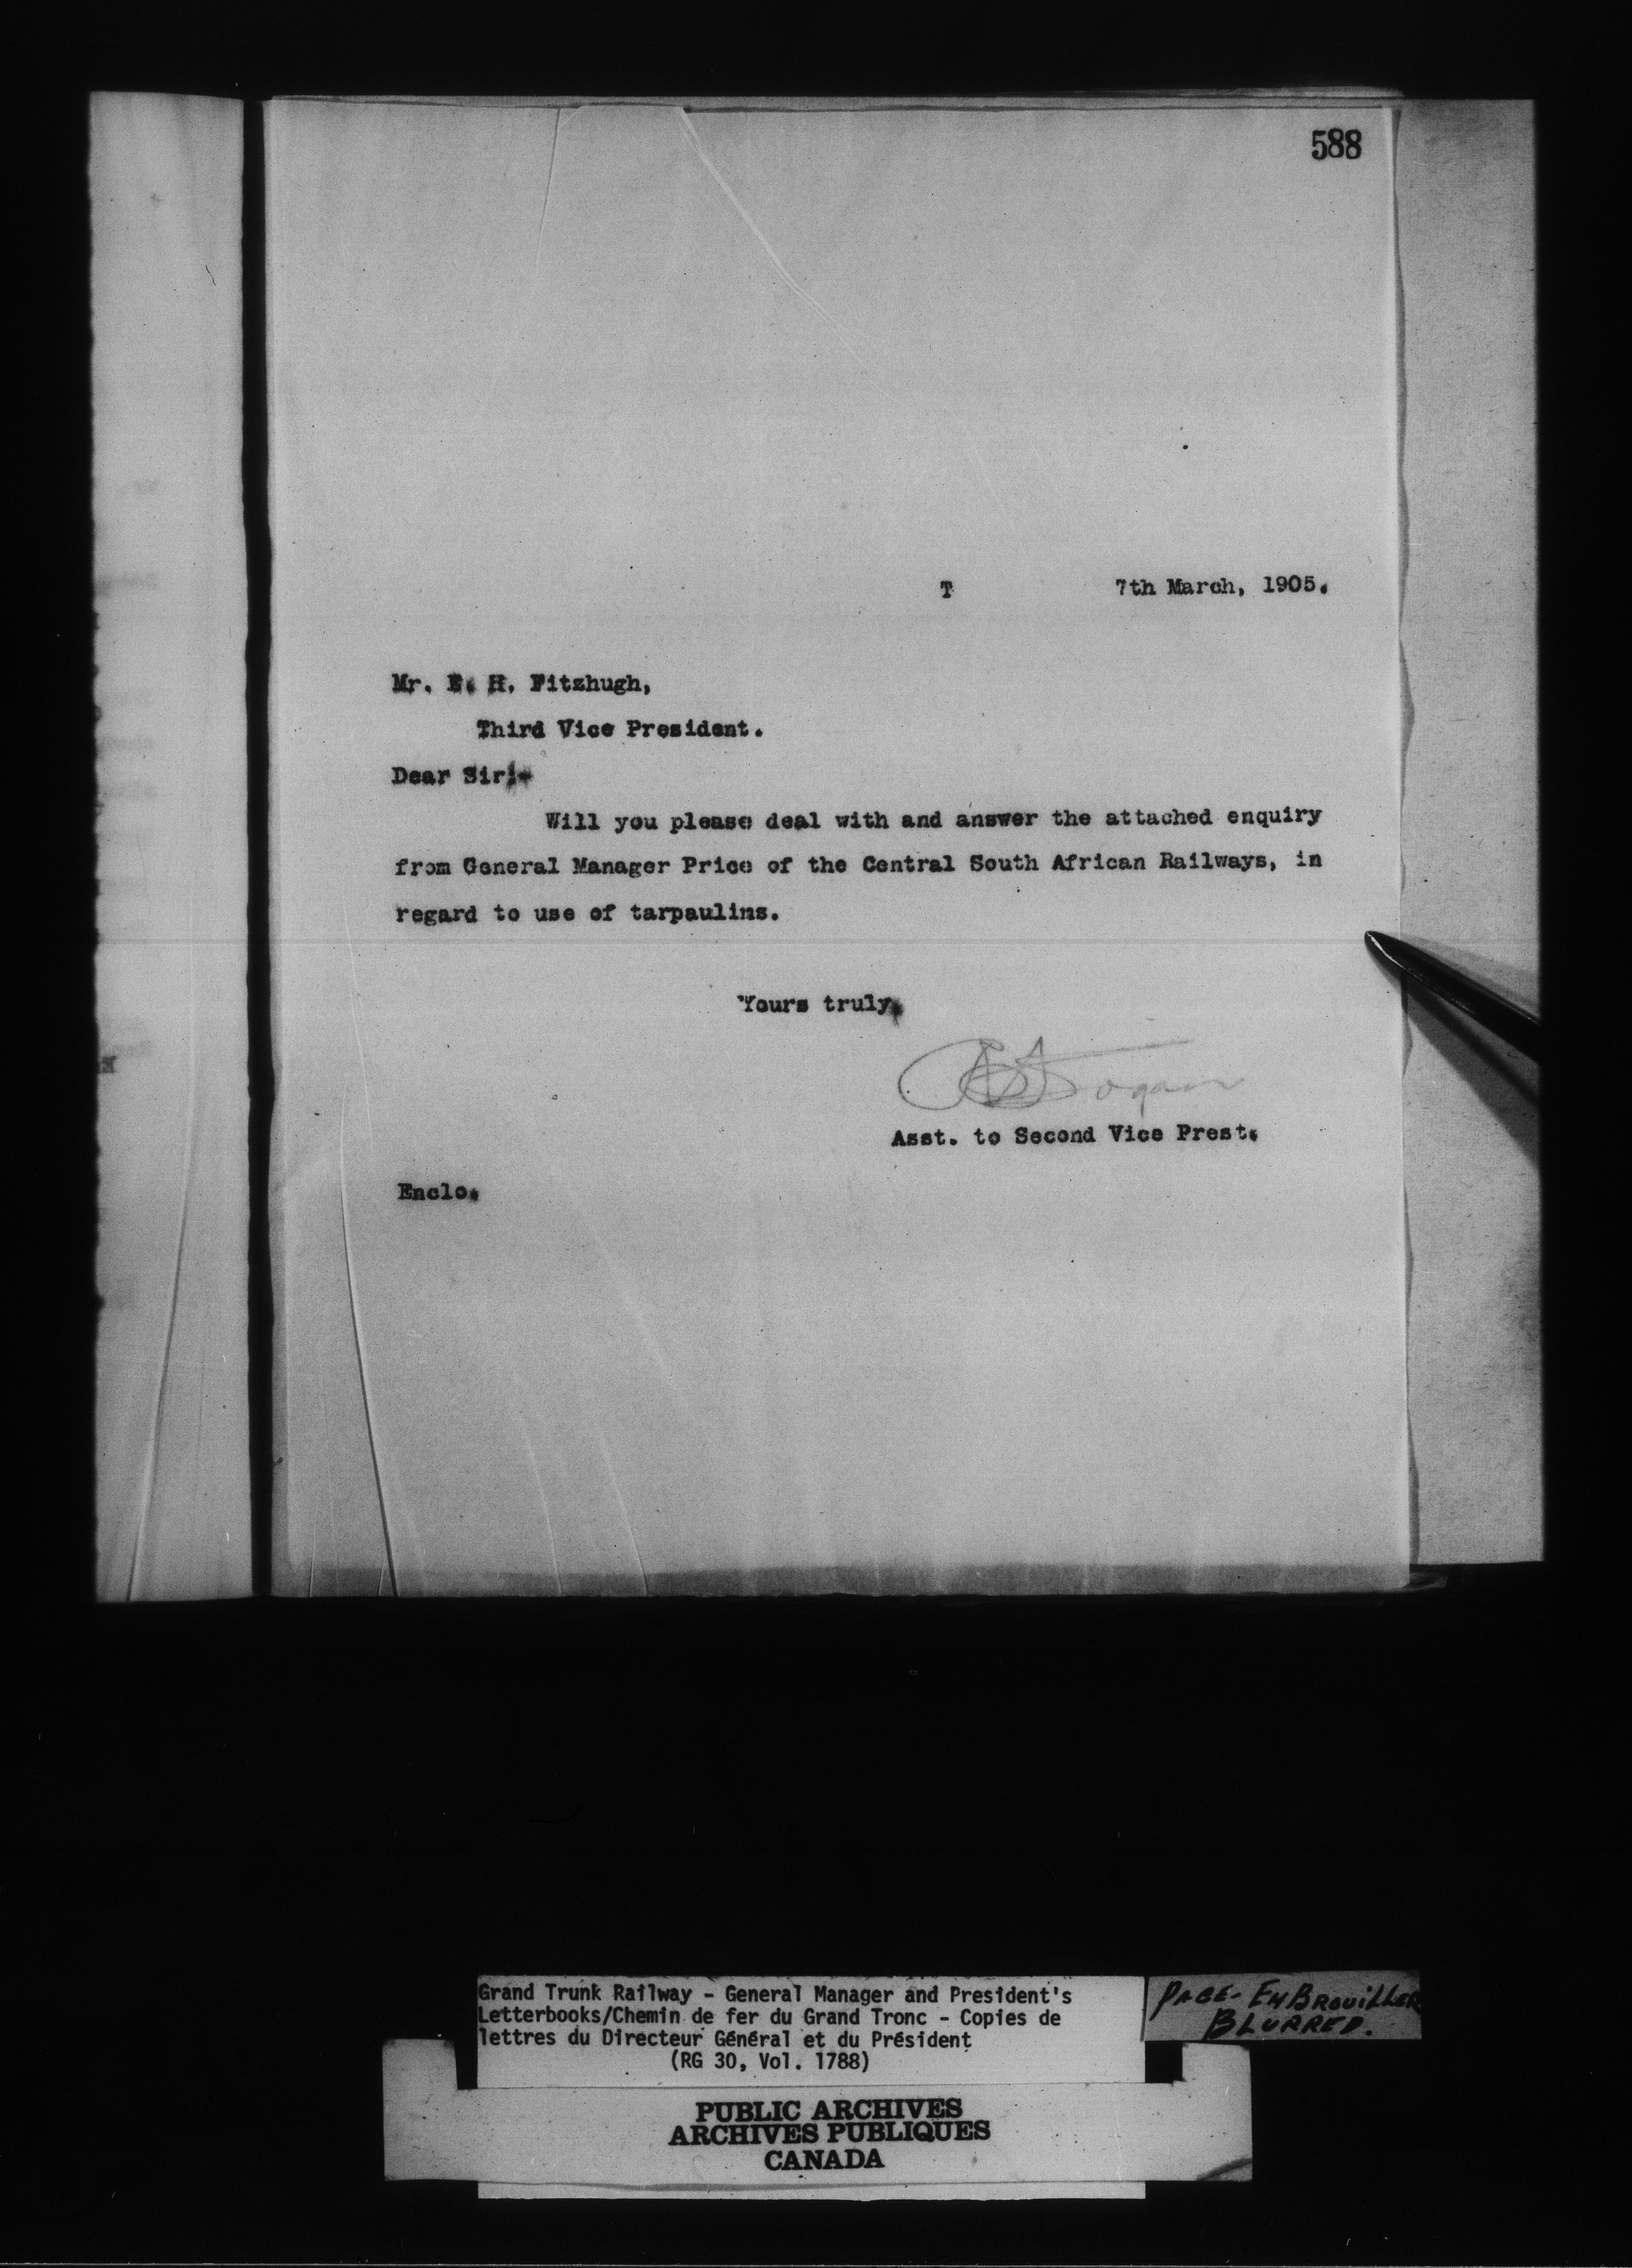 588
T 7th March, 1905.
Mr. E. H. Fitzhugh,
Third Vice President.
Dear Sir:-
Will you please deal with and answer the attached enquiry
from General Manager Price of the Central South African Railways, in
regard to use of tarpaulins.
Yours truly,
Asst. to Second Vice Prest.
Enclo.
Grand Trunk Railway - General Manager and President's
Letterbooks/Chemin de fer du Grand Tronc - Copies de
lettres du Directeur Général et du Président
(RG 30, Vol. 1788)
PAGE - EMBROUILLER
BLURRED.
PUBLIC ARCHIVES
ARCHIVES PUBLIQUES
CANADA